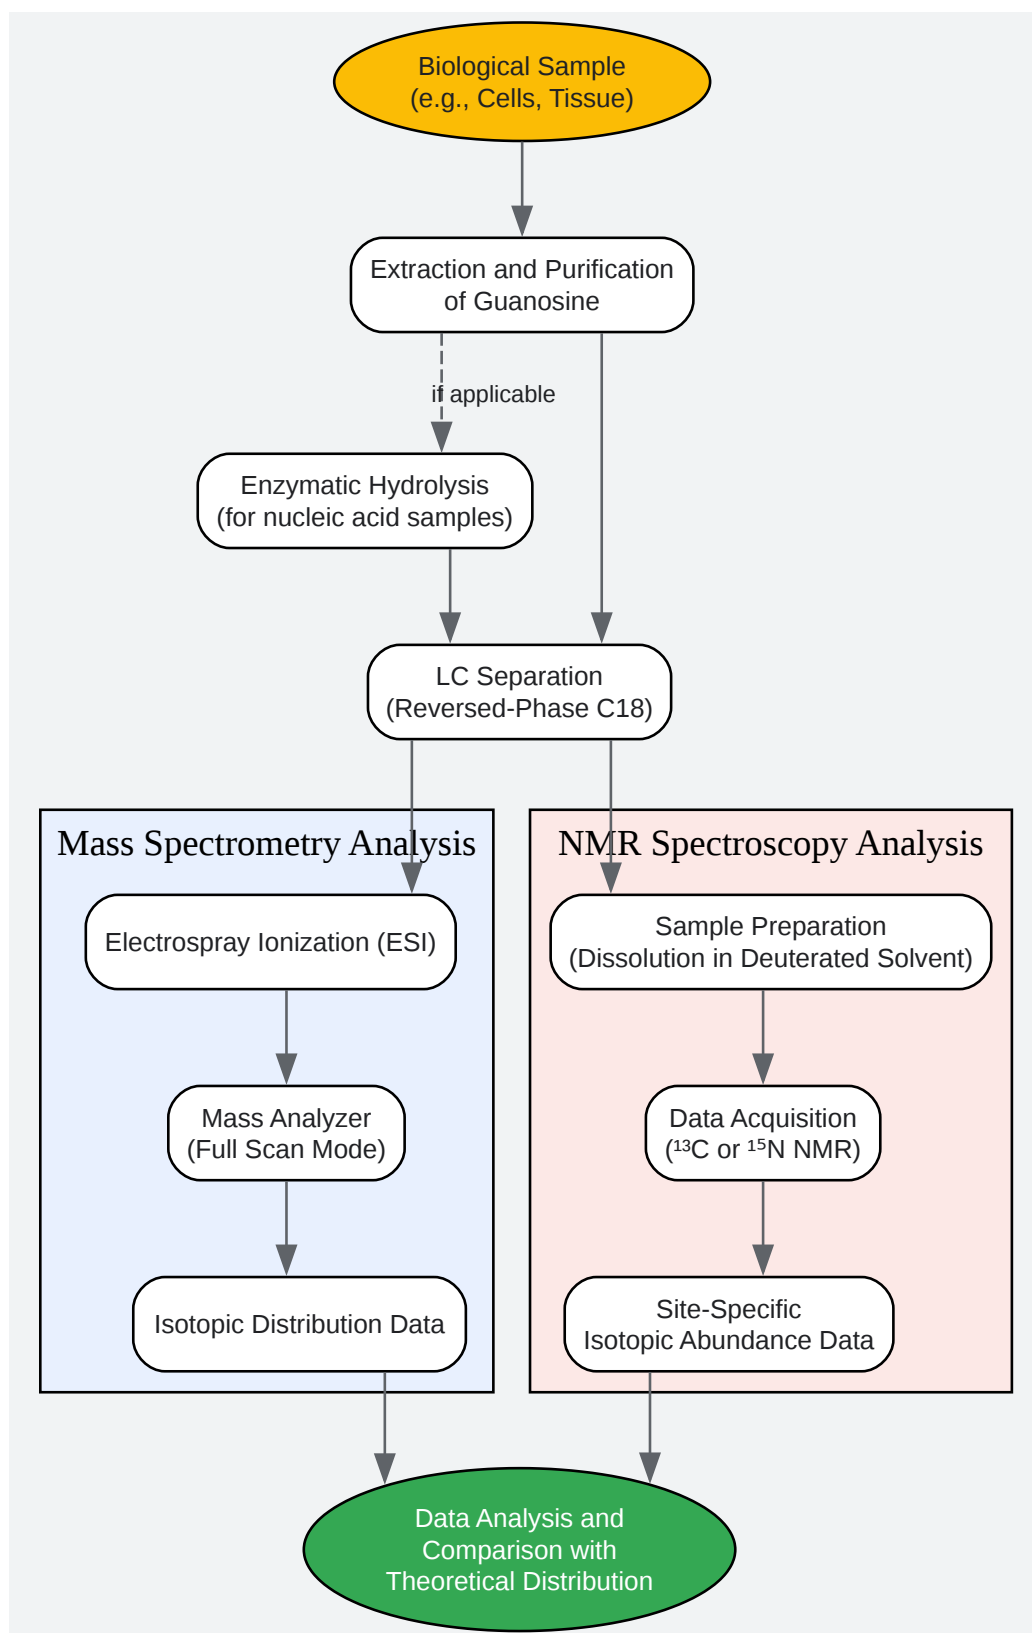 Biological Sample
(e.g., Cells, Tissue)
Extraction and Purification
of Guanosine
if applicable
Enzymatic Hydrolysis
(for nucleic acid samples)
LC Separation
(Reversed-Phase C18)
Mass Spectrometry Analysis
Electrospray Ionization (ESI)
Mass Analyzer
(Full Scan Mode)
Isotopic Distribution Data
NMR Spectroscopy Analysis
Sample Preparation
(Dissolution in Deuterated Solvent)
Data Acquisition
(¹³C or ¹⁵N NMR)
Site-Specific
Isotopic Abundance Data
Data Analysis and
Comparison with
Theoretical Distribution